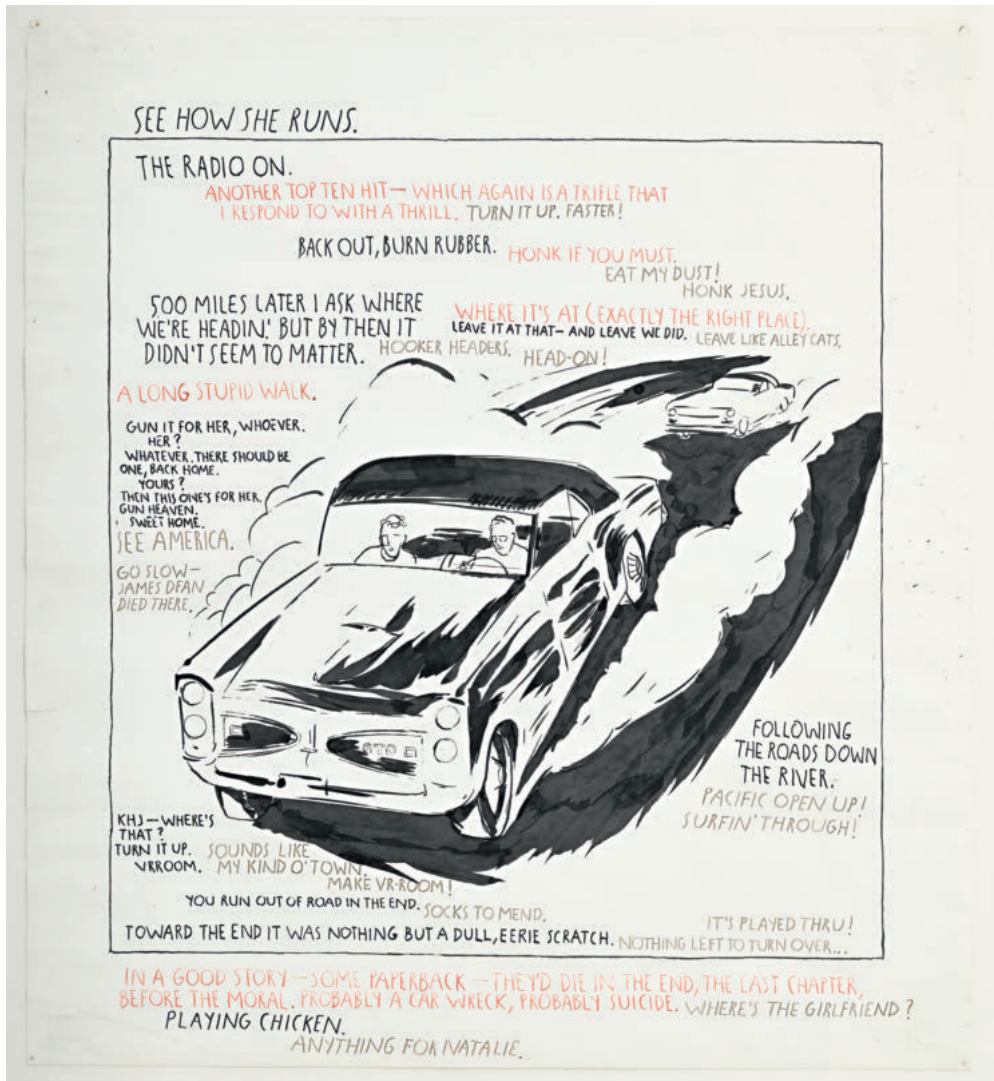 SEE HOW SHE RUNS.
THE RADIO ON.
ANOTHER TOP TEN HIT— WHICH AGAIN IS A TRIFLE THAT
I RESPOND TO WITH A THRILL. TURN IT UP. FASTER!
BACK OUT, BURN RUBBER. HONK IF YOU MUST.
EAT MY DUST!
HONK JESUS.
500 MILES LATER I ASK WHERE
WE'RE HEADIN', BUT BY THEN IT
DIDN'T SEEM TO MATTER. HOOKER HEADERS. HEAD-ON!
WHERE IT'S AT (EXACTLY THE RIGHT PLACE).
LEAVE IT AT THAT— AND LEAVE WE DID. LEAVE LIKE ALLEY CATS.
A LONG STUPID WALK.
GUN IT FOR HER, WHOEVER.
HER?
WHATEVER. THERE SHOULD BE
ONE, BACK HOME.
YOURS?
THEN THIS ONE'S FOR HER.
GUN HEAVEN.
SWEET HOME.
SEE AMERICA.
GO SLOW—
JAMES DEAN
DIED THERE.
GTO
FOLLOWING
THE ROADS DOWN
THE RIVER.
PACIFIC OPEN UP!
SURFIN' THROUGH!
KHJ—WHERE'S
THAT?
TURN IT UP. SOUNDS LIKE
VRROOM. MY KIND O' TOWN.
MAKE VR-ROOM!
YOU RUN OUT OF ROAD IN THE END. SOCKS TO MEND.
IT'S PLAYED THRU!
TOWARD THE END IT WAS NOTHING BUT A DULL, EERIE SCRATCH. NOTHING LEFT TO TURN OVER...
IN A GOOD STORY—SOME PAPERBACK—THEY'D DIE IN THE END, THE LAST CHAPTER,
BEFORE THE MORAL. PROBABLY A CAR WRECK, PROBABLY SUICIDE. WHERE'S THE GIRLFRIEND?
PLAYING CHICKEN.
ANYTHING FOR NATALIE.